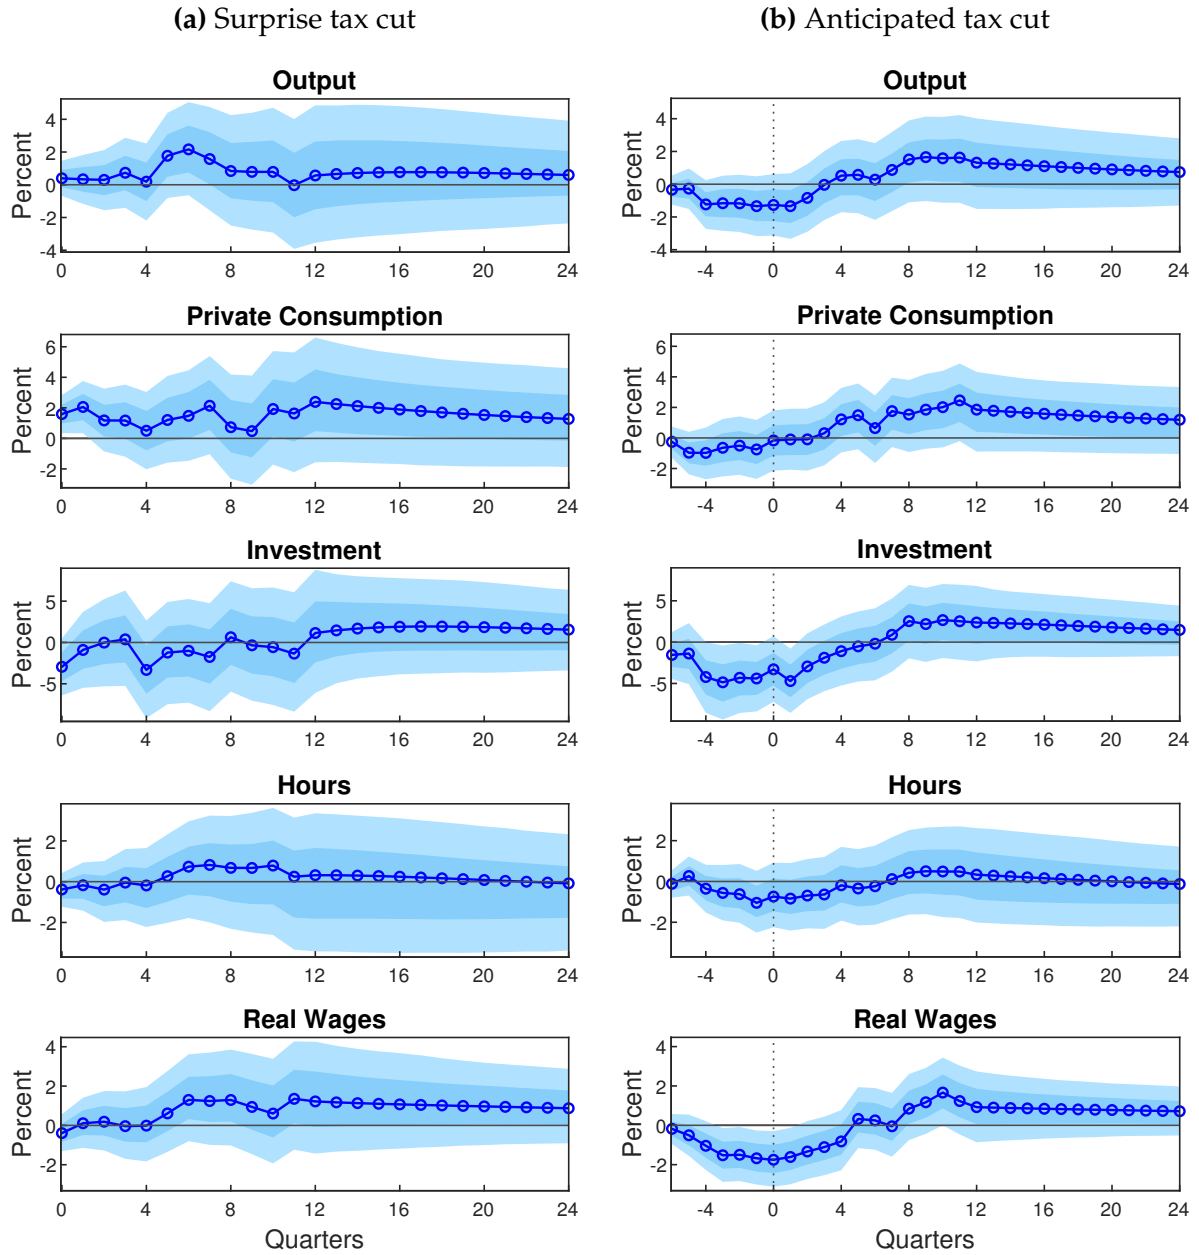 (a) Surprise tax cut
(b) Anticipated tax cut
Output
Percent
4
2
0
-2
-4
0 4 8 12 16 20 24
Output
Percent
4
2
0
-2
-4
-4 0 4 8 12 16 20 24
Private Consumption
Percent
6
4
2
0
-2
0 4 8 12 16 20 24
Private Consumption
Percent
6
4
2
0
-2
-4 0 4 8 12 16 20 24
Investment
Percent
5
0
-5
0 4 8 12 16 20 24
Investment
Percent
5
0
-5
-4 0 4 8 12 16 20 24
Hours
Percent
2
0
-2
0 4 8 12 16 20 24
Hours
Percent
2
0
-2
-4 0 4 8 12 16 20 24
Real Wages
Percent
4
2
0
-2
0 4 8 12 16 20 24
Quarters
Real Wages
Percent
4
2
0
-2
-4 0 4 8 12 16 20 24
Quarters